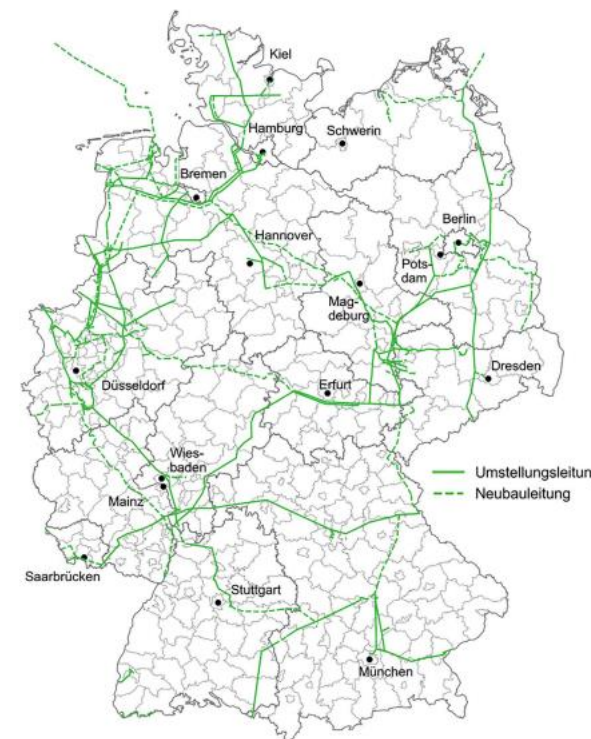 Kiel
Hamburg
Schwerin
Bremen
Berlin
Hannover
Pots-
dam
Mag-
deburg
Düsseldorf
Erfurt
Dresden
Wies-
baden
Mainz
Umstellungsleitun
Neubauleitung
Saarbrücken
Stuttgart
München